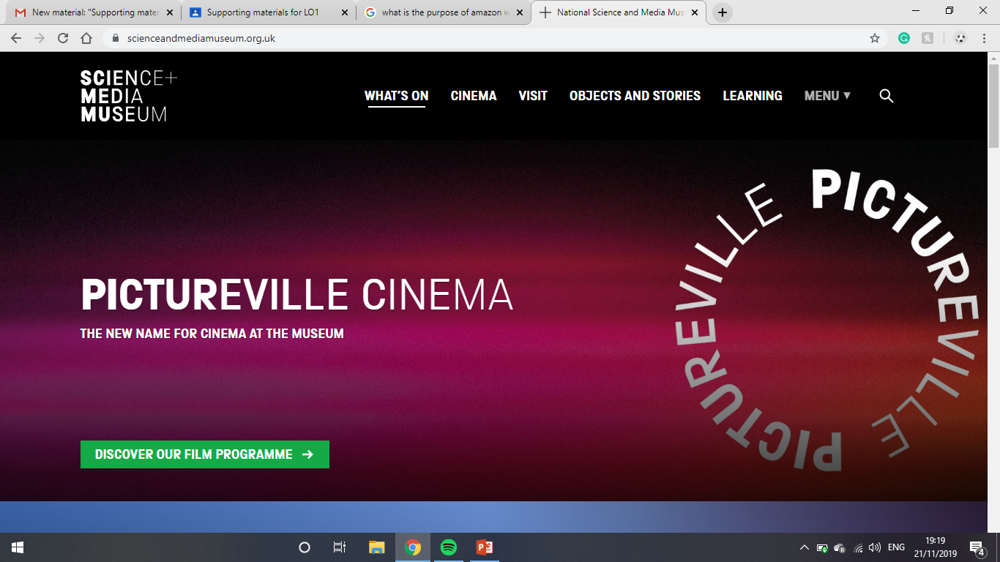 New material: "Supporting mater
Supporting materials for LO1
what is the purpose of amazon w
National Science and Media Mus
scienceandmediamuseum.org.uk
SCIENCE+
MEDIA
MUSEUM
WHAT'S ON
CINEMA
VISIT
OBJECTS AND STORIES
LEARNING
MENU ▼
PICTUREVILLE PICTUREVILLE
PICTUREVILLE CINEMA
THE NEW NAME FOR CINEMA AT THE MUSEUM
DISCOVER OUR FILM PROGRAMME →
ENG
19:19
21/11/2019
4